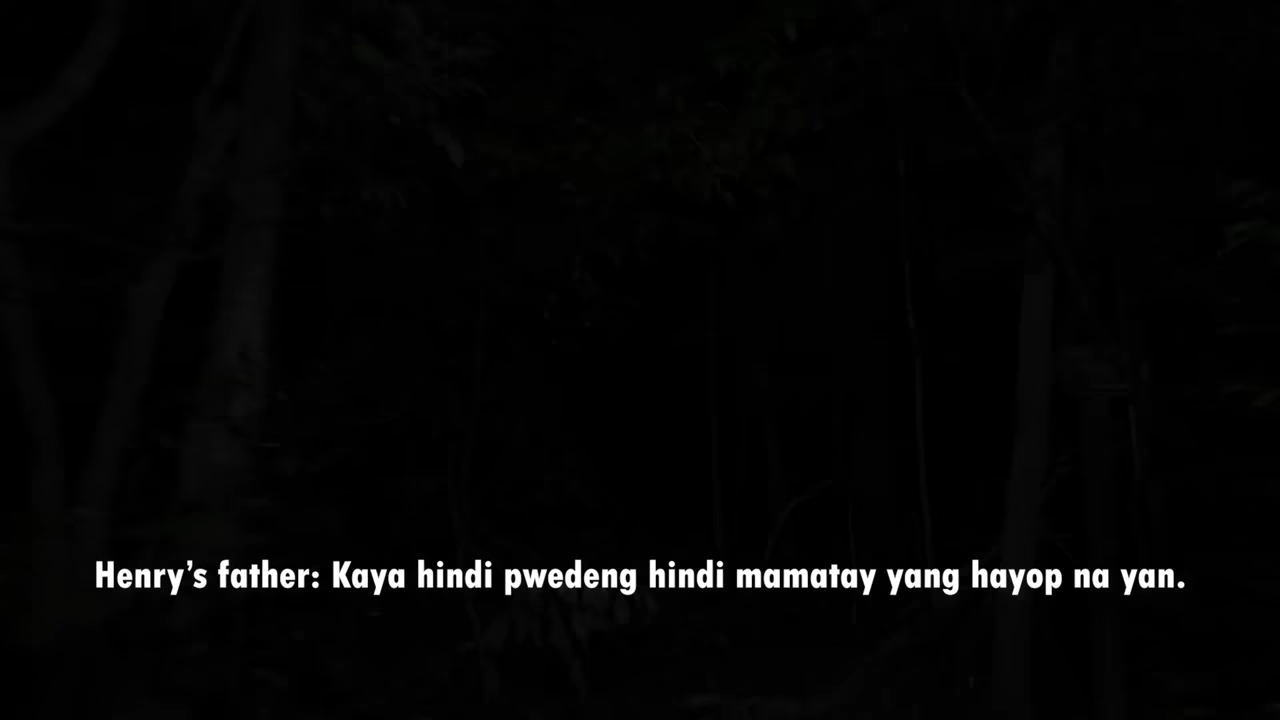 Henry’s father: Kaya hindi pwedeng hindi mamatay yang hayop na yan.